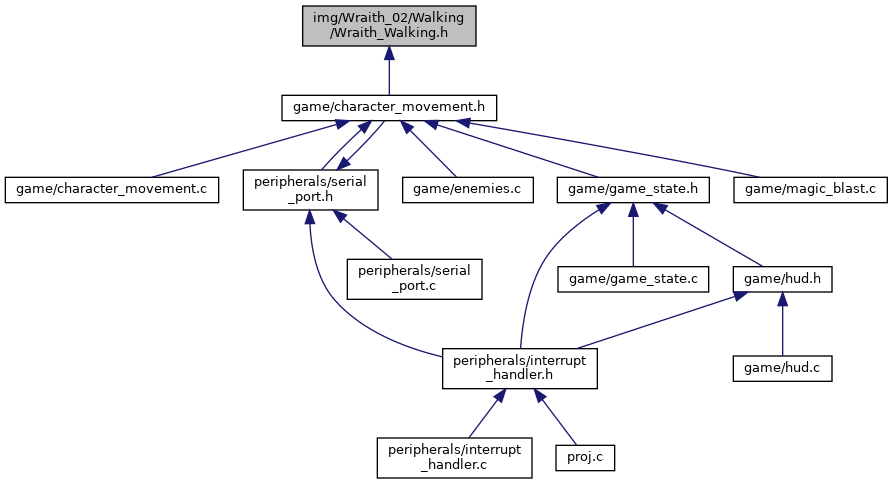 img/Wraith_02/Walking
/Wraith_Walking.h
game/character_movement.h
game/character_movement.c
peripherals/serial
_port.h
game/enemies.c
game/game_state.h
game/magic_blast.c
peripherals/serial
_port.c
game/game_state.c
game/hud.h
peripherals/interrupt
_handler.h
game/hud.c
peripherals/interrupt
_handler.c
proj.c